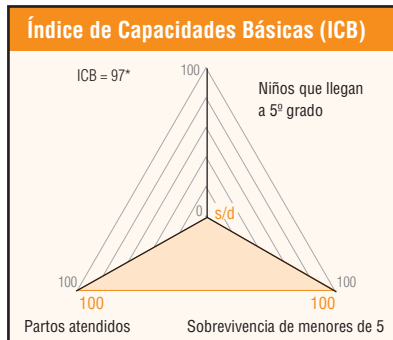 Índice de Capacidades Básicas (ICB)
ICB = 97*
100
Niños que llegan
a 5º grado
0
s/d
100
100
100
100
Partos atendidos
Sobrevivencia de menores de 5